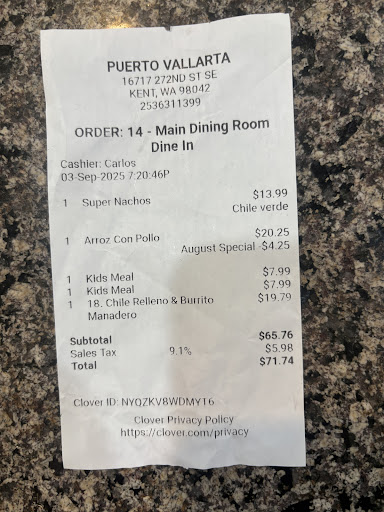 PUERTO VALLARTA
16717 272ND ST SE
KENT, WA 98042
2536311399
ORDER: 14 - Main Dining Room
Dine In
Cashier: Carlos
03-Sep-2025 7:20:46P
1 Super Nachos $13.99
Chile verde
1 Arroz Con Pollo $20.25
August Special -$4.25
1 Kids Meal $7.99
1 Kids Meal $7.99
1 18. Chile Relleno & Burrito $19.79
Manadero
Subtotal $65.76
Sales Tax 9.1% $5.98
Total $71.74
Clover ID: NYQZKV8WDMYT6
Clover Privacy Policy
https://clover.com/privacy